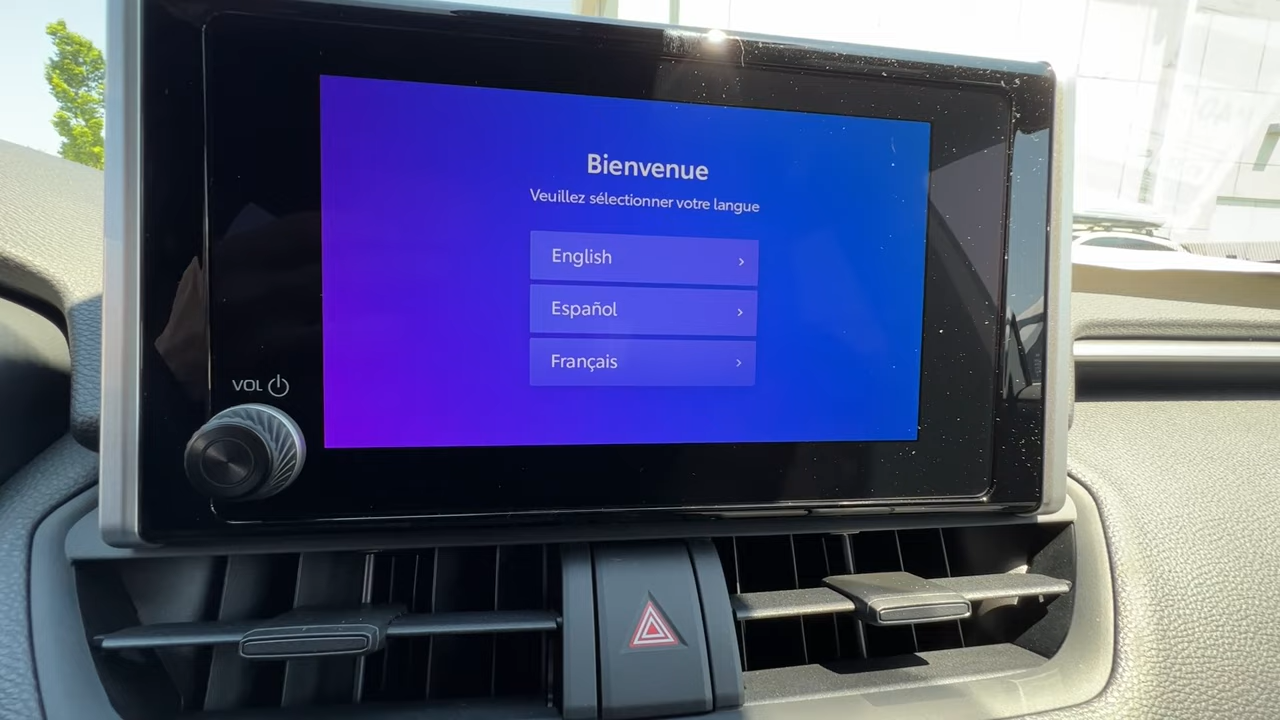 Bienvenue
Veuillez sélectionner votre langue
English
Español
Français
VOL